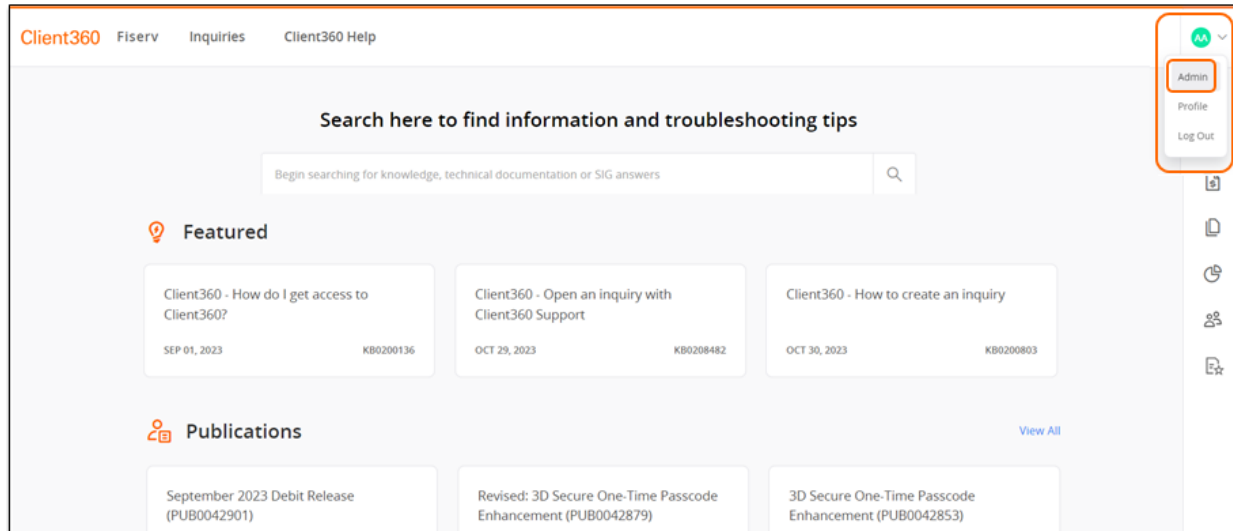 Client360 Fiserv Inquiries Client360 Help
AA
Admin
Profile
Log Out
Search here to find information and troubleshooting tips
Begin searching for knowledge, technical documentation or SIG answers
Featured
Client360 - How do I get access to
Client360?
SEP 01, 2023 KB0200136
Client360 - Open an inquiry with
Client360 Support
OCT 29, 2023 KB0208482
Client360 - How to create an inquiry
OCT 30, 2023 KB0200803
Publications
View All
September 2023 Debit Release
(PUB0042901)
Revised: 3D Secure One-Time Passcode
Enhancement (PUB0042879)
3D Secure One-Time Passcode
Enhancement (PUB0042853)